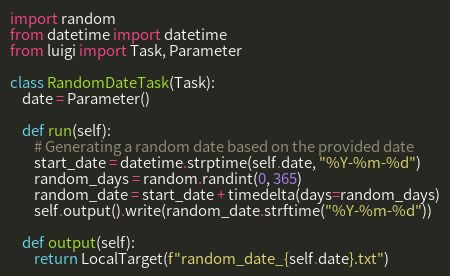 import random
from datetime import datetime
from luigi import Task, Parameter

class RandomDateTask(Task):
    date = Parameter()

    def run(self):
        # Generating a random date based on the provided date
        start_date = datetime.strptime(self.date, "%Y-%m-%d")
        random_days = random.randint(0, 365)
        random_date = start_date + timedelta(days=random_days)
        self.output().write(random_date.strftime("%Y-%m-%d"))

    def output(self):
        return LocalTarget(f"random_date_{self.date}.txt")